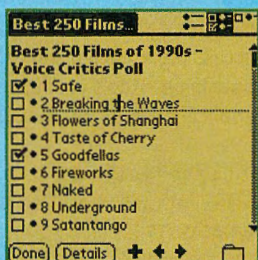 Best 250 Films...
Best 250 Films of 1990s –
Voice Critics Poll
1 Safe
2 Breaking the Waves
3 Flowers of Shanghai
4 Taste of Cherry
5 Goodfellas
6 Fireworks
7 Naked
8 Underground
9 Satantango
Done Details